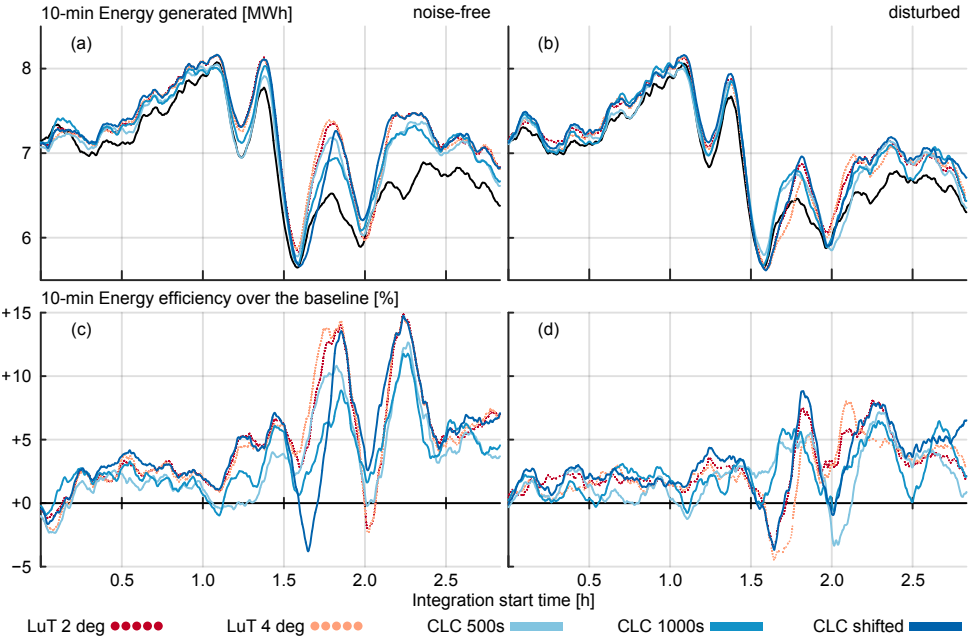 10-min Energy generated [MWh] noise-free disturbed
(a) (b)
8
7
6
10-min Energy efficiency over the baseline [%]
+15
(c) (d)
+10
+5
+0
−5
0.5 1.0 1.5 2.0 2.5 0.5 1.0 1.5 2.0 2.5
Integration start time [h]
LuT 2 deg LuT 4 deg CLC 500s CLC 1000s CLC shifted